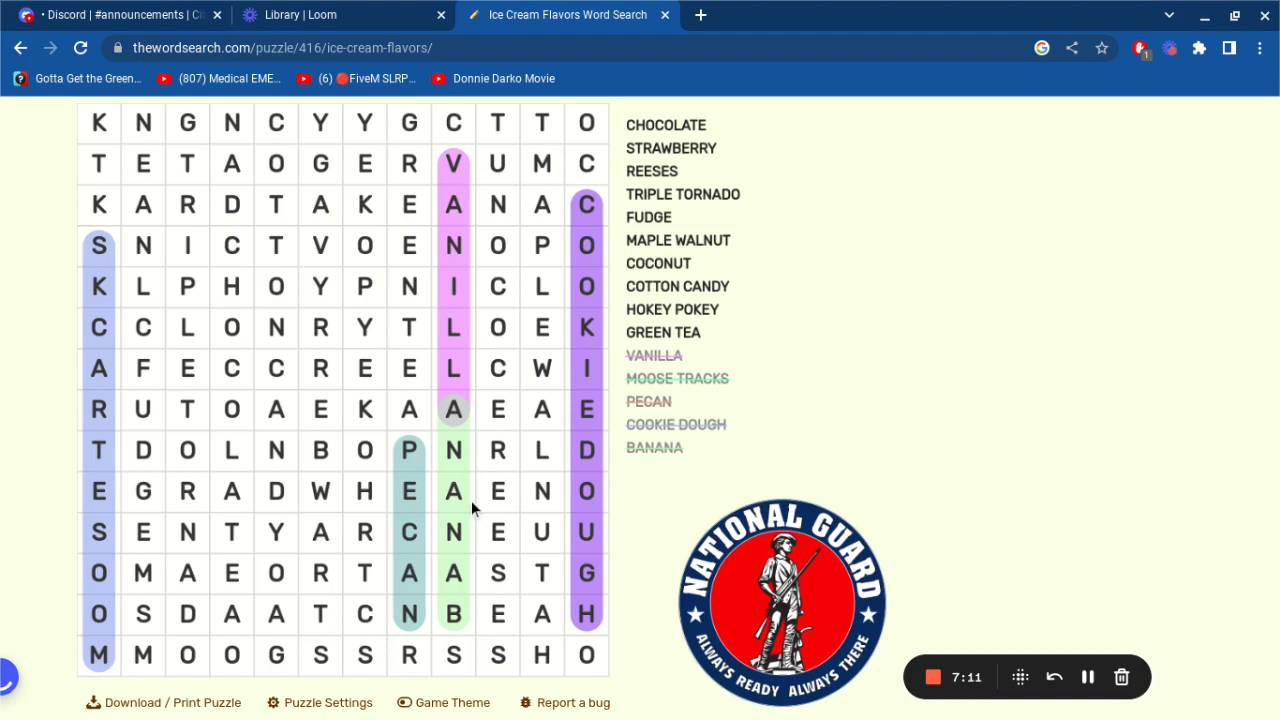 • Discord | #announcements | Ci
Library | Loom
Ice Cream Flavors Word Search
thewordsearch.com/puzzle/416/ice-cream-flavors/
1
Gotta Get the Green...
(807) Medical EME...
(6) 🔴FiveM SLRP...
Donnie Darko Movie
K N G N C Y Y G C T T O
T E T A O G E R V U M C
K A R D T A K E A N A C
S N I C T V O E N O P O
K L P H O Y P N I C L O
C C L O N R Y T L O E K
A F E C C R E E L C W I
R U T O A E K A A E A E
T D O L N B O P N R L D
E G R A D W H E A E N O
S E N T Y A R C N E U U
O M A E O R T A A S T G
O S D A A T C N B E A H
M M O O G S S R S S H O
CHOCOLATE
STRAWBERRY
REESES
TRIPLE TORNADO
FUDGE
MAPLE WALNUT
COCONUT
COTTON CANDY
HOKEY POKEY
GREEN TEA
VANILLA
MOOSE TRACKS
PECAN
COOKIE DOUGH
BANANA
NATIONAL GUARD
ALWAYS READY ALWAYS THERE
7:11
Download / Print Puzzle
Puzzle Settings
Game Theme
Report a bug